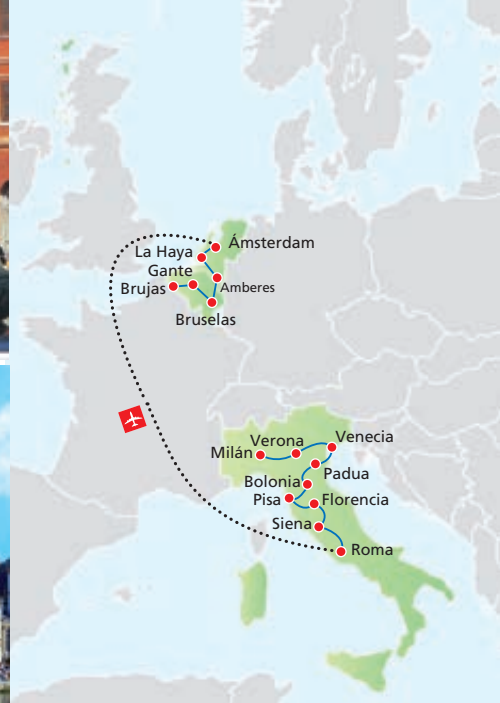 Ámsterdam
La Haya
Gante
Brujas
Amberes
Bruselas
Verona
Venecia
Milán
Padua
Bolonia
Pisa
Florencia
Siena
Roma